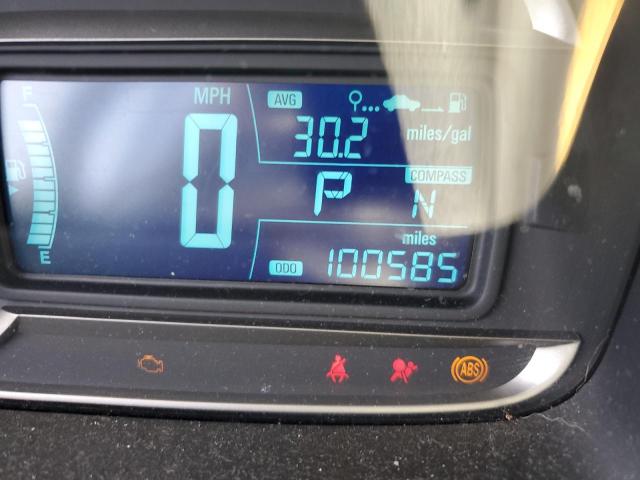 F
MPH
AVG
30.2 miles/gal
COMPASS
0
P N
miles
E
ODO 100585
ABS